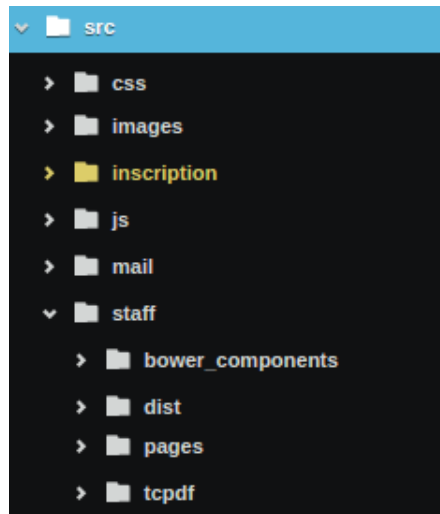 src
css
images
inscription
js
mail
staff
bower_components
dist
pages
tcpdf